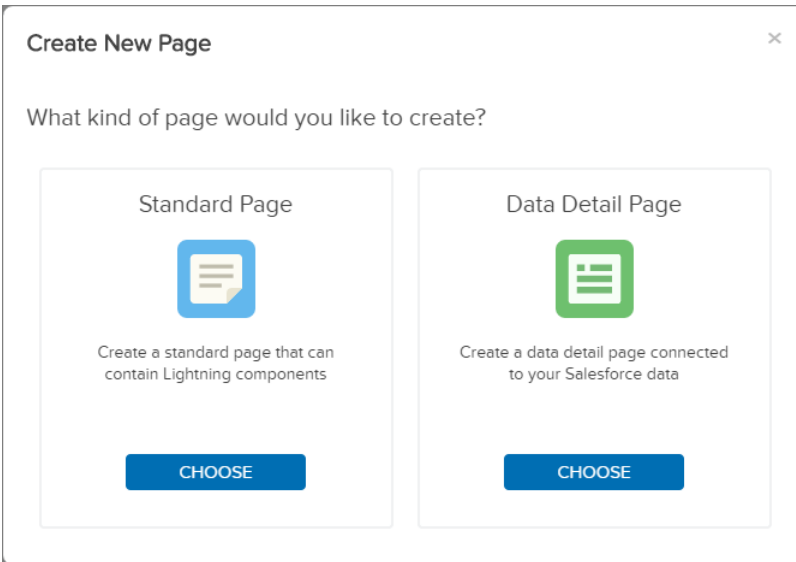 Create New Page
What kind of page would you like to create?
Standard Page
Create a standard page that can
contain Lightning components
CHOOSE
Data Detail Page
Create a data detail page connected
to your Salesforce data
CHOOSE